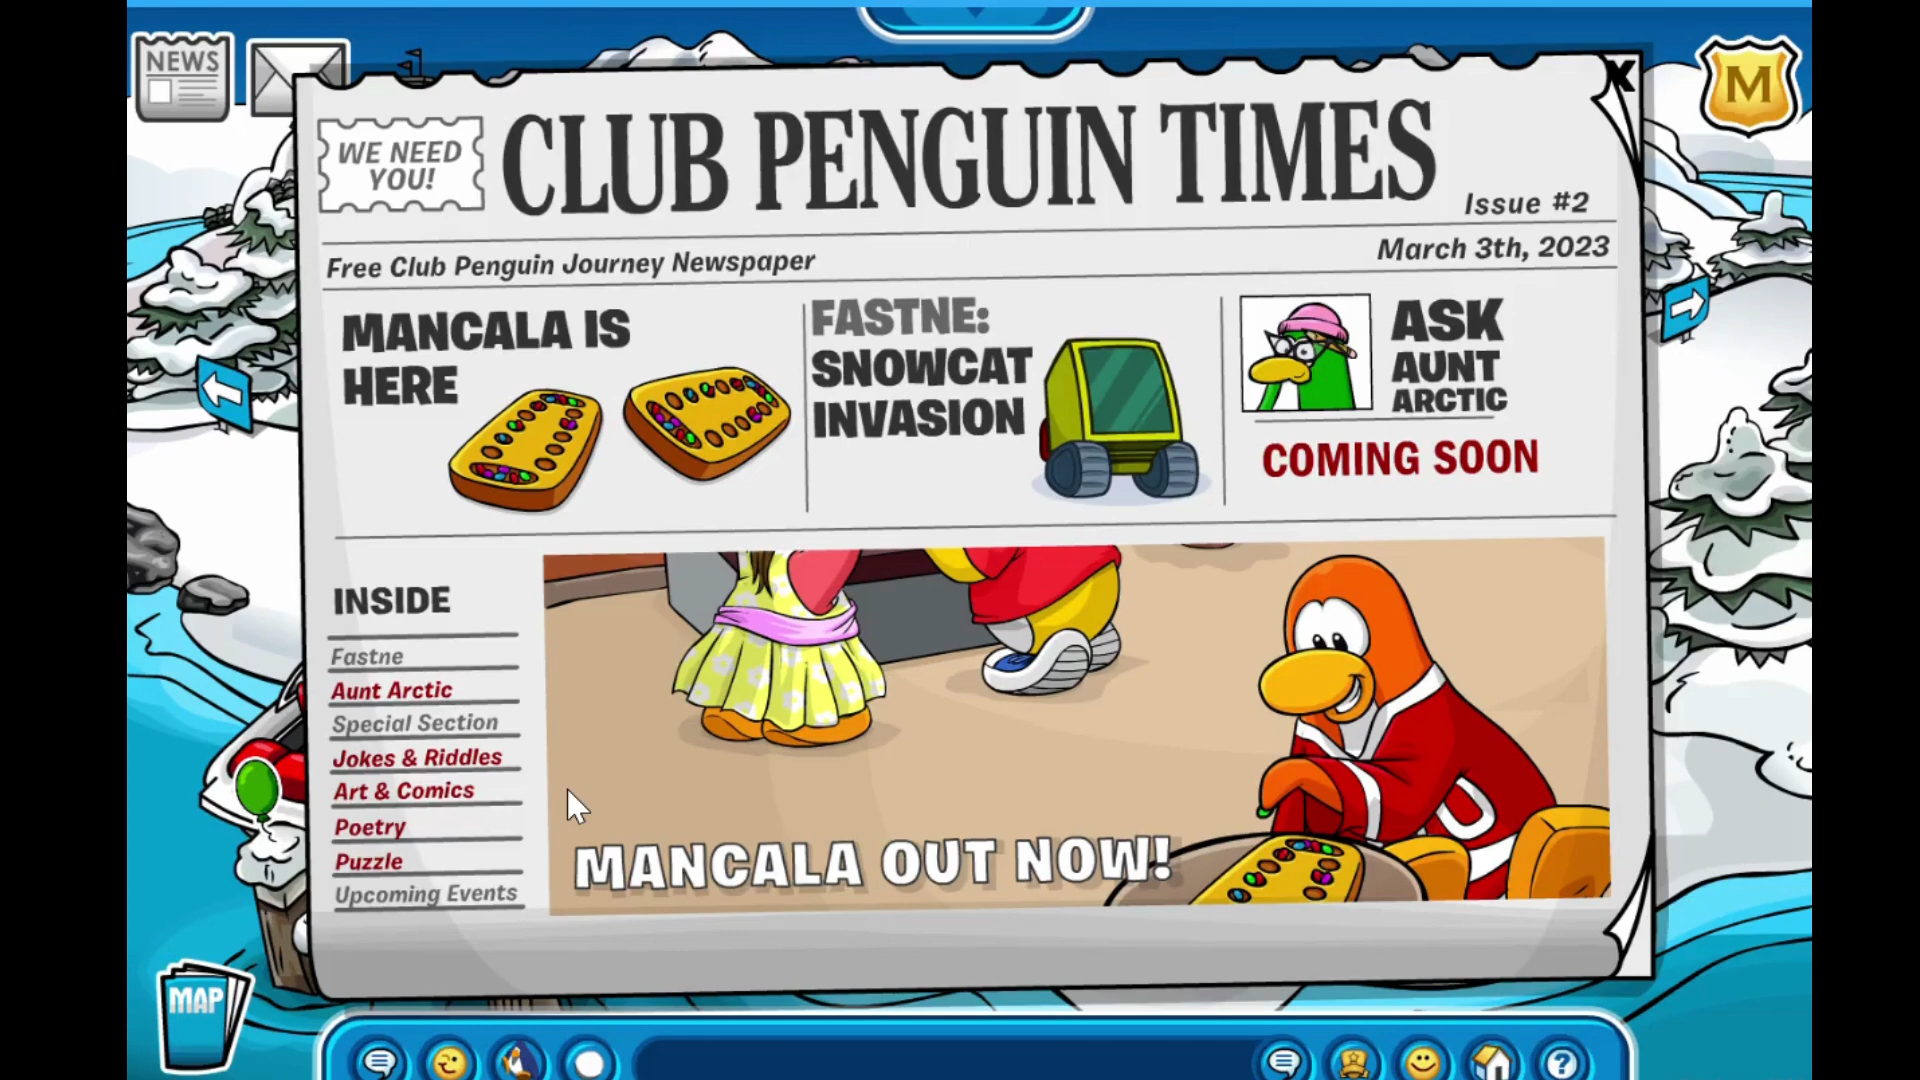 NEWS
M
WE NEED
YOU!
CLUB PENGUIN TIMES
Issue #2
Free Club Penguin Journey Newspaper
March 3th, 2023
MANCALA IS
HERE
FASTNE:
SNOWCAT
INVASION
ASK
AUNT
ARCTIC
COMING SOON
INSIDE
Fastne
Aunt Arctic
Special Section
Jokes & Riddles
Art & Comics
Poetry
Puzzle
Upcoming Events
MANCALA OUT NOW!
MAP
?